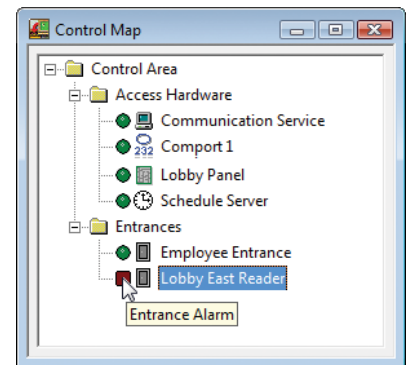 Control Map
Control Area
Access Hardware
Communication Service
232 Comport 1
Lobby Panel
Schedule Server
Entrances
Employee Entrance
Lobby East Reader
Entrance Alarm